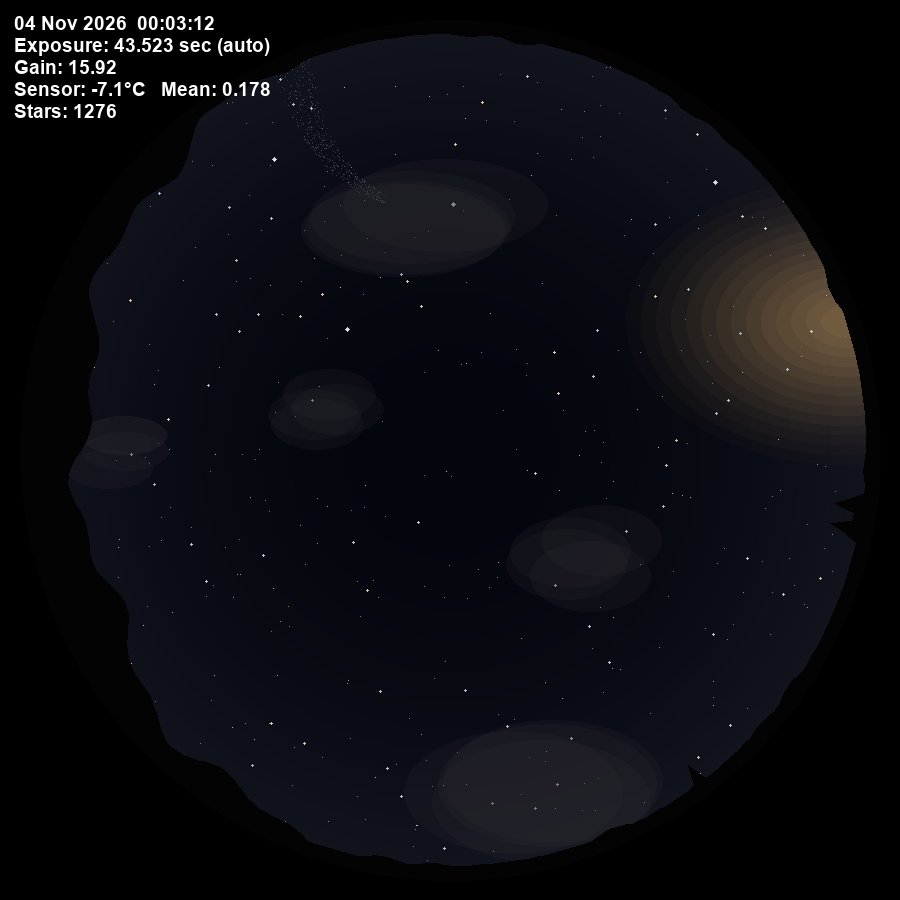 04 Nov 2026  00:03:12
Exposure: 43.523 sec (auto)
Gain: 15.92
Sensor: -7.1°C   Mean: 0.178
Stars: 1276